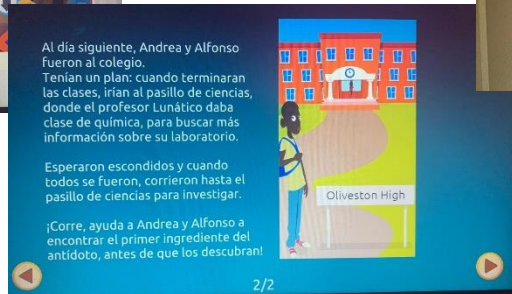 Al día siguiente, Andrea y Alfonso
fueron al colegio.
Tenían un plan: cuando terminaran
las clases, irían al pasillo de ciencias,
donde el profesor Lunático daba
clase de química, para buscar más
información sobre su laboratorio.
Esperaron escondidos y cuando
todos se fueron, corrieron hasta el
pasillo de ciencias para investigar.
¡Corre, ayuda a Andrea y Alfonso a
encontrar el primer ingrediente del
antídoto, antes de que los descubran!
Oliveston High
2/2